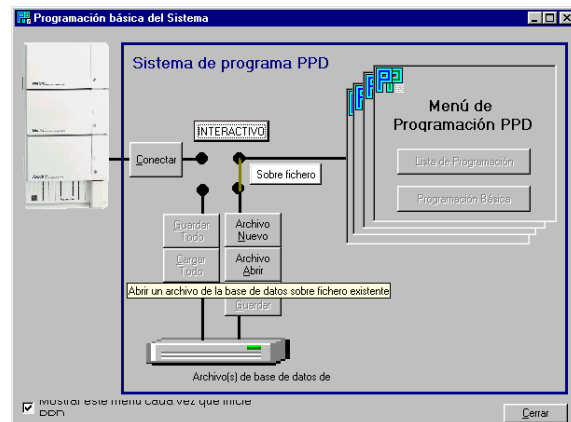 Programación básica del Sistema
Sistema de programa PPD
Menú de
Programación PPD
INTERACTIVO
Conectar
Sobre fichero
Lista de Programación
Programación Básica
Guardar
Todo
Archivo
Nuevo
Cargar
Todo
Archivo
Abrir
Abrir un archivo de la base de datos sobre fichero existente
Guardar
Archivo(s) de base de datos de
Mostrar este menú cada vez que inicie
PPD
Cerrar